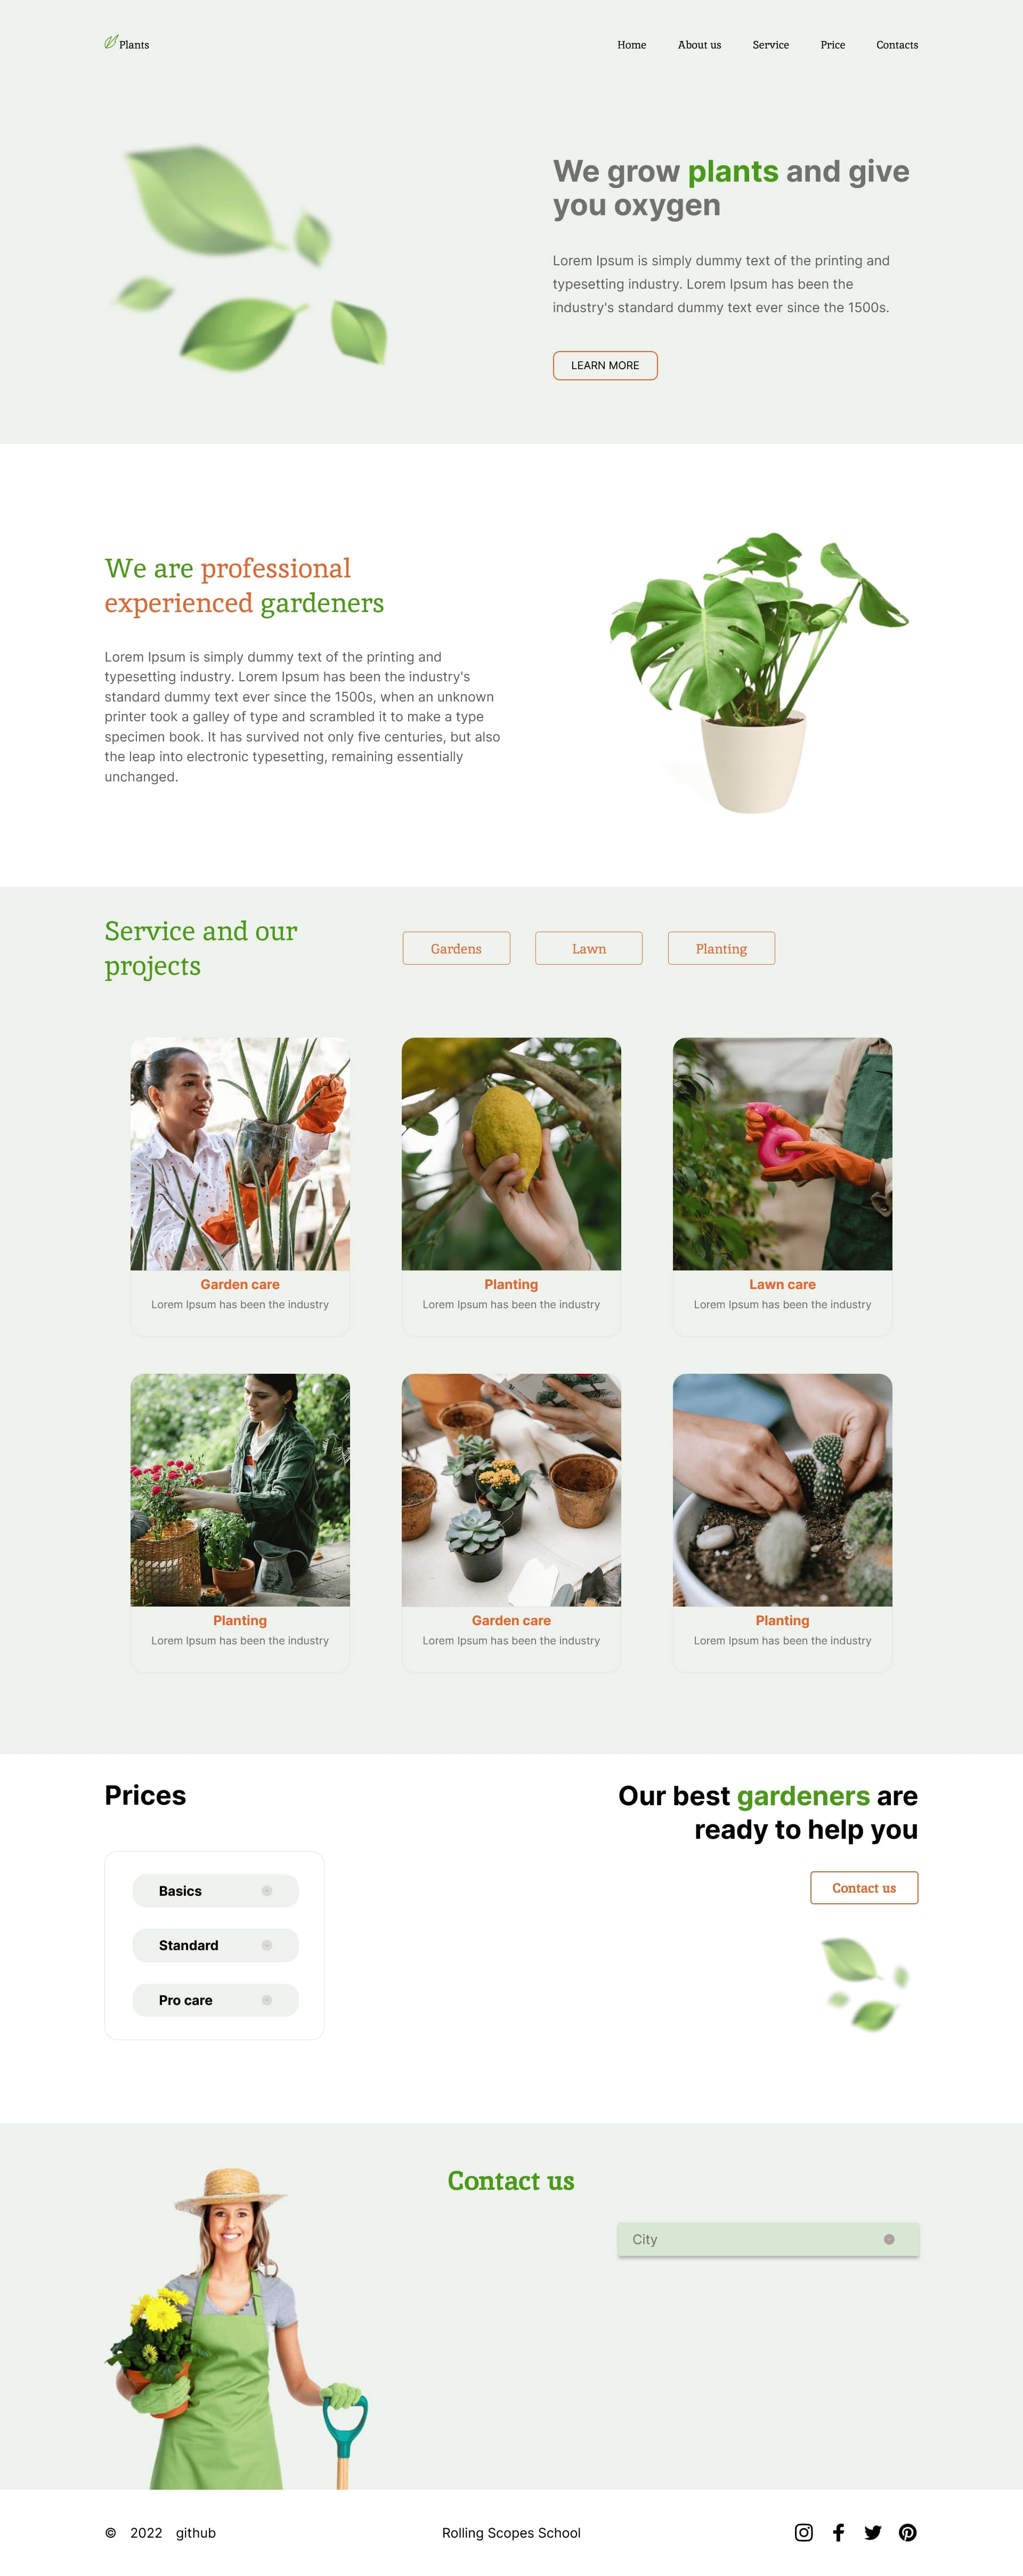 Plants
Home About us Service Price Contacts
We grow plants and give
you oxygen
Lorem Ipsum is simply dummy text of the printing and
typesetting industry. Lorem Ipsum has been the
industry's standard dummy text ever since the 1500s.
LEARN MORE
We are professional
experienced gardeners
Lorem Ipsum is simply dummy text of the printing and
typesetting industry. Lorem Ipsum has been the industry's
standard dummy text ever since the 1500s, when an unknown
printer took a galley of type and scrambled it to make a type
specimen book. It has survived not only five centuries, but also
the leap into electronic typesetting, remaining essentially
unchanged.
Service and our
projects
Gardens Lawn Planting
Garden care
Lorem Ipsum has been the industry
Planting
Lorem Ipsum has been the industry
Lawn care
Lorem Ipsum has been the industry
Planting
Lorem Ipsum has been the industry
Garden care
Lorem Ipsum has been the industry
Planting
Lorem Ipsum has been the industry
Prices
Basics
Standard
Pro care
Our best gardeners are
ready to help you
Contact us
Contact us
City
© 2022 github
Rolling Scopes School